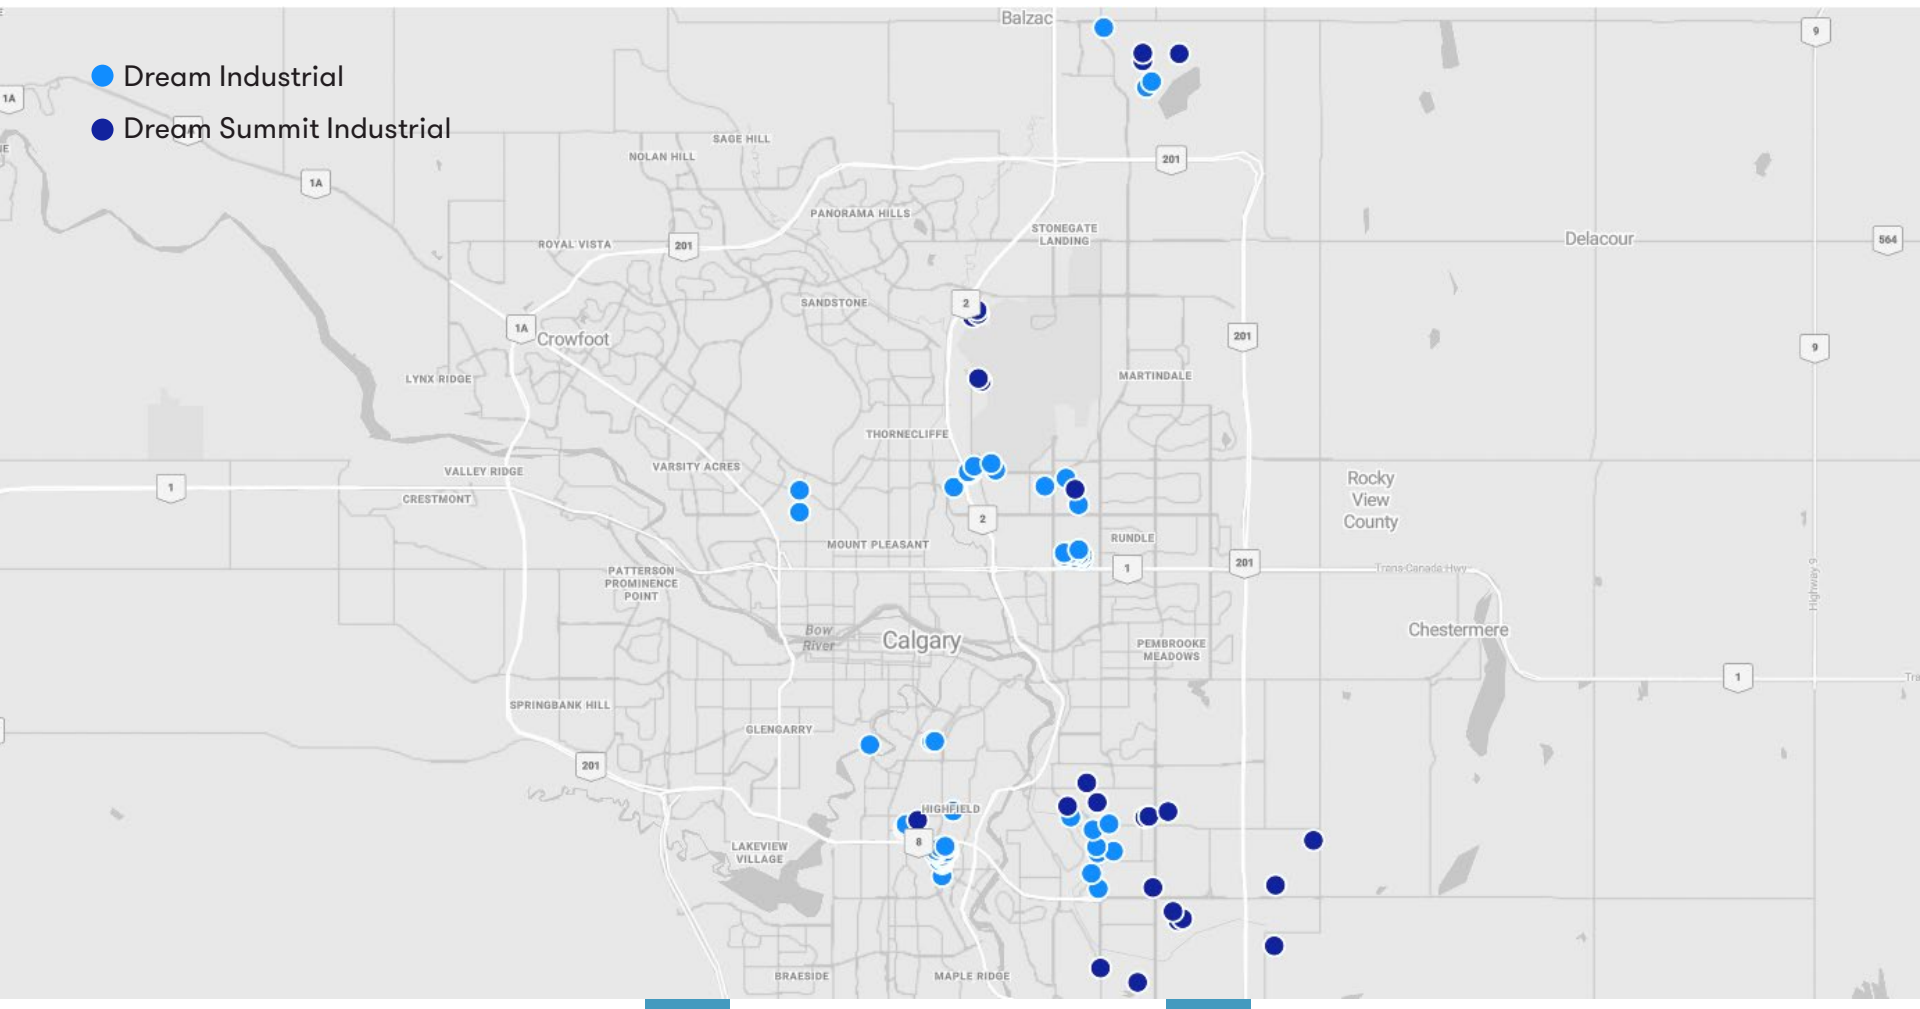 Balzac
9
Dream Industrial
1A
Dream Summit Industrial
SAGE HILL
NOLAN HILL
201
1A
PANORAMA HILLS
STONEGATE
LANDING
ROYAL VISTA
201
Delacour
564
SANDSTONE
2
1A
Crowfoot
201
9
LYNX RIDGE
MARTINDALE
THORNECLIFFE
VALLEY RIDGE
VARSITY ACRES
1
CRESTMONT
Rocky
View
County
2
MOUNT PLEASANT
RUNDLE
PATTERSON
PROMINENCE
POINT
1
201
Trans-Canada Hwy
Highway 9
Bow
River
Calgary
Chestermere
PEMBROOKE
MEADOWS
1
Tra
SPRINGBANK HILL
GLENGARRY
201
HIGHFIELD
8
LAKEVIEW
VILLAGE
BRAESIDE
MAPLE RIDGE